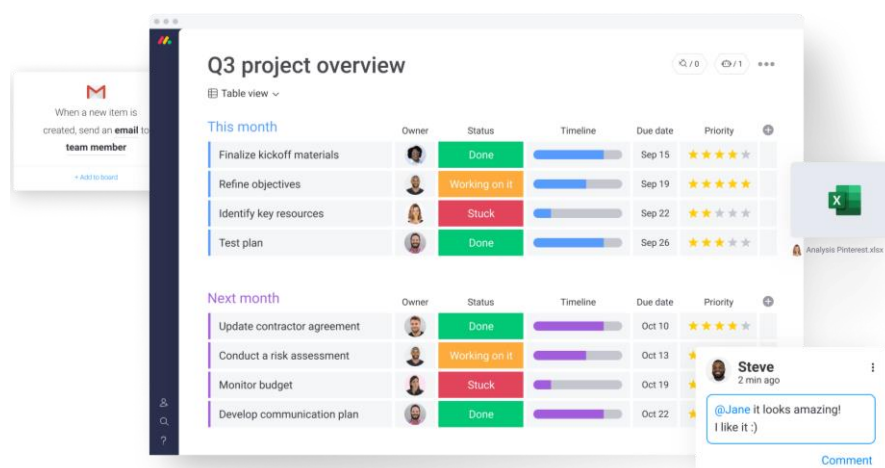 Q3 project overview
/ 0
/ 1
Table view
When a new item is
created, send an email to
team member
+ Add to board
This month Owner Status Timeline Due date Priority
Finalize kickoff materials Done Sep 15
Refine objectives Working on it Sep 19
Identify key resources Stuck Sep 22
Test plan Done Sep 26
X
Analysis Pinterest.xlsx
Next month Owner Status Timeline Due date Priority
Update contractor agreement Done Oct 10
Conduct a risk assessment Working on it Oct 13
Monitor budget Stuck Oct 19
Develop communication plan Done Oct 22
Steve
2 min ago
@Jane it looks amazing!
I like it :)
Comment
?